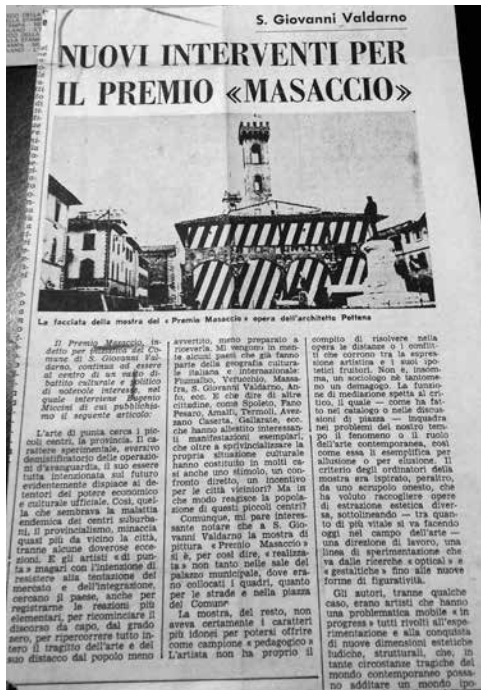 S. Giovanni Valdarno
NUOVI INTERVENTI PER
IL PREMIO «MASACCIO»
La facciata della mostra del « Premio Masaccio » opera dell'architetto Pettena
Il Premio Masaccio, in-
detto per iniziativa del Co-
mune di S. Giovanni Val-
darno, continua ad essere
al centro di un vasto di-
battito culturale e politico
di notevole interesse, nel
quale interviene Eugenio
Miccini di cui pubblichia-
mo il seguente articolo:
L'arte di punta cerca i pic-
coli centri, la provincia. Il ca-
rattere sperimentale, eversivo
demistificatorio delle operazio-
ni d'avanguardia, il suo essere
tutta intenzionata sul futuro
evidentemente dispiace ai de-
tentori del potere economico
e culturale ufficiale. Così, quel-
la che sembrava la malattia
endemica dei centri suburba-
ni, il provincialismo, minaccia
quasi più da vicino la città,
tranne alcune doverose ecce-
zioni. E gli artisti « di pun-
ta » magari con l'intenzione di
resistere alla tentazione del
mercato e dell'integrazione,
cercano il paese, anche per
registrarne le reazioni più
elementari, per ricominciare il
discorso da capo, dal grado
zero, per ripercorrere tutto in-
tero il tragitto dell'arte e del
suo distacco dal popolo meno
avvertito, meno preparato a
riceverla. Mi vengono in men-
te alcuni paesi che già fanno
parte della geografia cultura-
le italiana e internazionale:
Fiumalbo, Verucchio, Massa-
fra, S. Giovanni Valdarno, An-
fo, ecc. E che dire di altre
cittadine, come Spoleto, Fano
Pesaro, Amalfi, Termoli, Avez-
zano Caserta, Gallarate, ecc.
che hanno allestito interessan-
ti manifestazioni esemplari,
che oltre a sprovincializzare la
propria situazione culturale
hanno costituito in molti ca-
si anche uno stimolo, un con-
fronto diretto, un incentivo
per le città vicinori? Ma in
che modo reagisce la popola-
zione di questi piccoli centri?
Comunque, mi pare interes-
sante notare che a S. Gio-
vanni Valdarno la mostra di
pittura « Premio Masaccio »
si è, per così dire, « realizza-
ta » non tanto nelle sale del
palazzo municipale, dove era-
no collocati i quadri, quanto
per le strade e nella piazza
del Comune
La mostra, del resto, non
aveva certamente i caratteri
più idonei per potersi offrire
come campione « pedagogico »
L'artista non ha proprio il
compito di risolvere nella
opera le distanze o i conflit-
ti che corrono tra la espres-
sione artistica e i suoi ipo-
tetici fruitori. Non è, insom-
ma, un sociologo né tantome-
no un demagogo. La funzio-
ne di mediazione spetta al cri-
tico, il quale — come ha fat-
to nel catalogo o nelle discus-
sioni di piazza — inquadra
nei problemi del nostro tem-
po il fenomeno o il ruolo
dell'arte contemporanea, così
come essa li esemplifica per
allusione o per elusione. Il
criterio degli ordinatori della
mostra era ispirato, peraltro,
da uno scrupolo onesto, che
ha voluto raccogliere opere
di estrazione estetica diver-
sa, sottolineando — tra quan-
to di più vitale si va facendo
oggi nel campo dell'arte —
una direzione di lavoro, una
linea di sperimentazione che
va dalle ricerche « optical » e
« gestaltiche » fino alle nuove
forme di figuratività.
Gli autori, tranne qualche
caso, erano artisti che hanno
una problematica mobile « in
progress » tutti rivolti all'espe-
rimentazione e alla conquista
di nuove dimensioni estetiche
ludiche, strutturali, che, in
tante circostanze tragiche del
mondo contemporaneo possa-
no additare un mondo ipo-